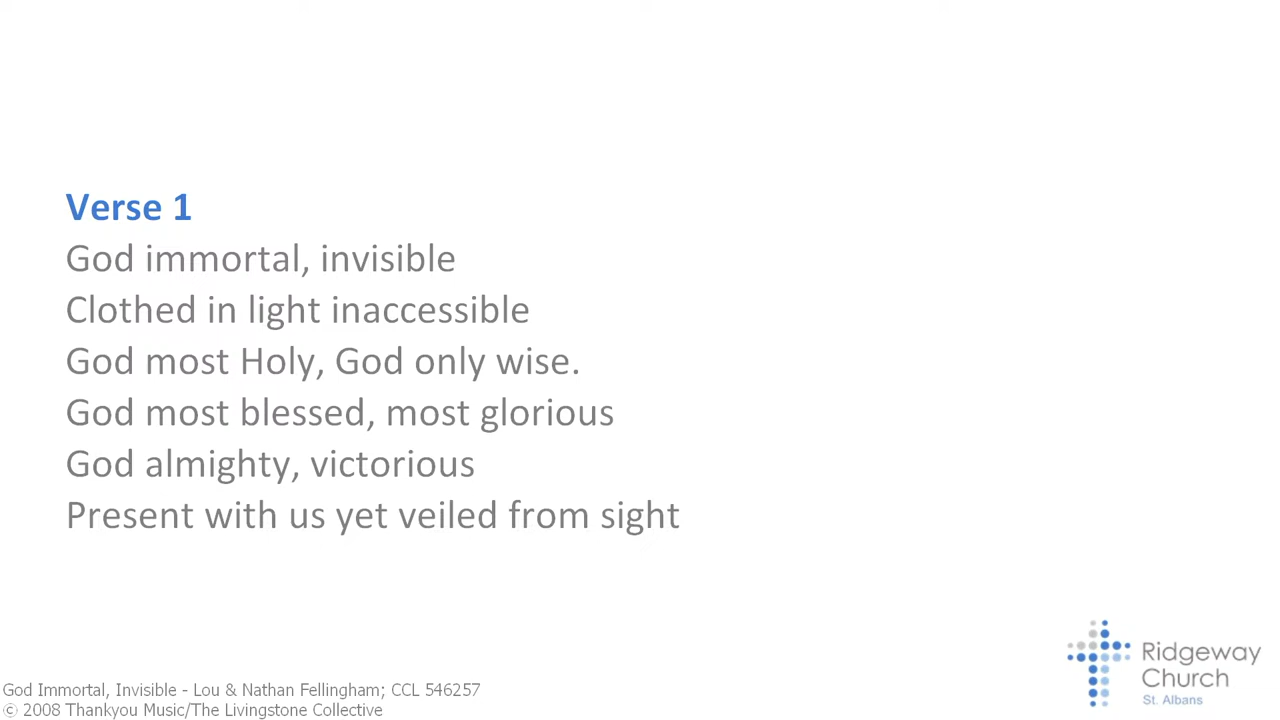 Verse 1
God immortal, invisible
Clothed in light inaccessible
God most Holy, God only wise.
God most blessed, most glorious
God almighty, victorious
Present with us yet veiled from sight
God Immortal, Invisible - Lou & Nathan Fellingham; CCL 546257
© 2008 Thankyou Music/The Livingstone Collective
Ridgeway
Church
St. Albans